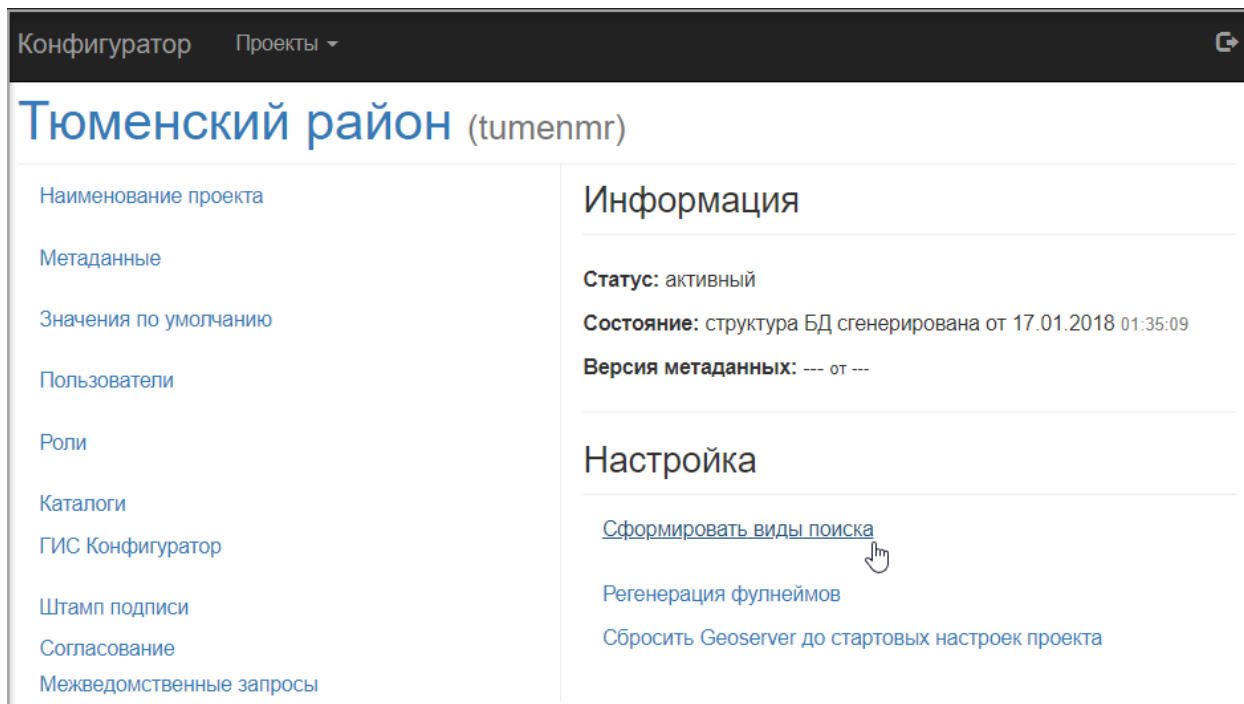 Конфигуратор Проекты
Тюменский район (tumenmr)
Наименование проекта
Метаданные
Значения по умолчанию
Пользователи
Роли
Каталоги
ГИС Конфигуратор
Штамп подписи
Согласование
Межведомственные запросы
Информация
Статус: активный
Состояние: структура БД сгенерирована от 17.01.2018 01:35:09
Версия метаданных: --- от ---
Настройка
Сформировать виды поиска
Регенерация фулнеймов
Сбросить Geoserver до стартовых настроек проекта